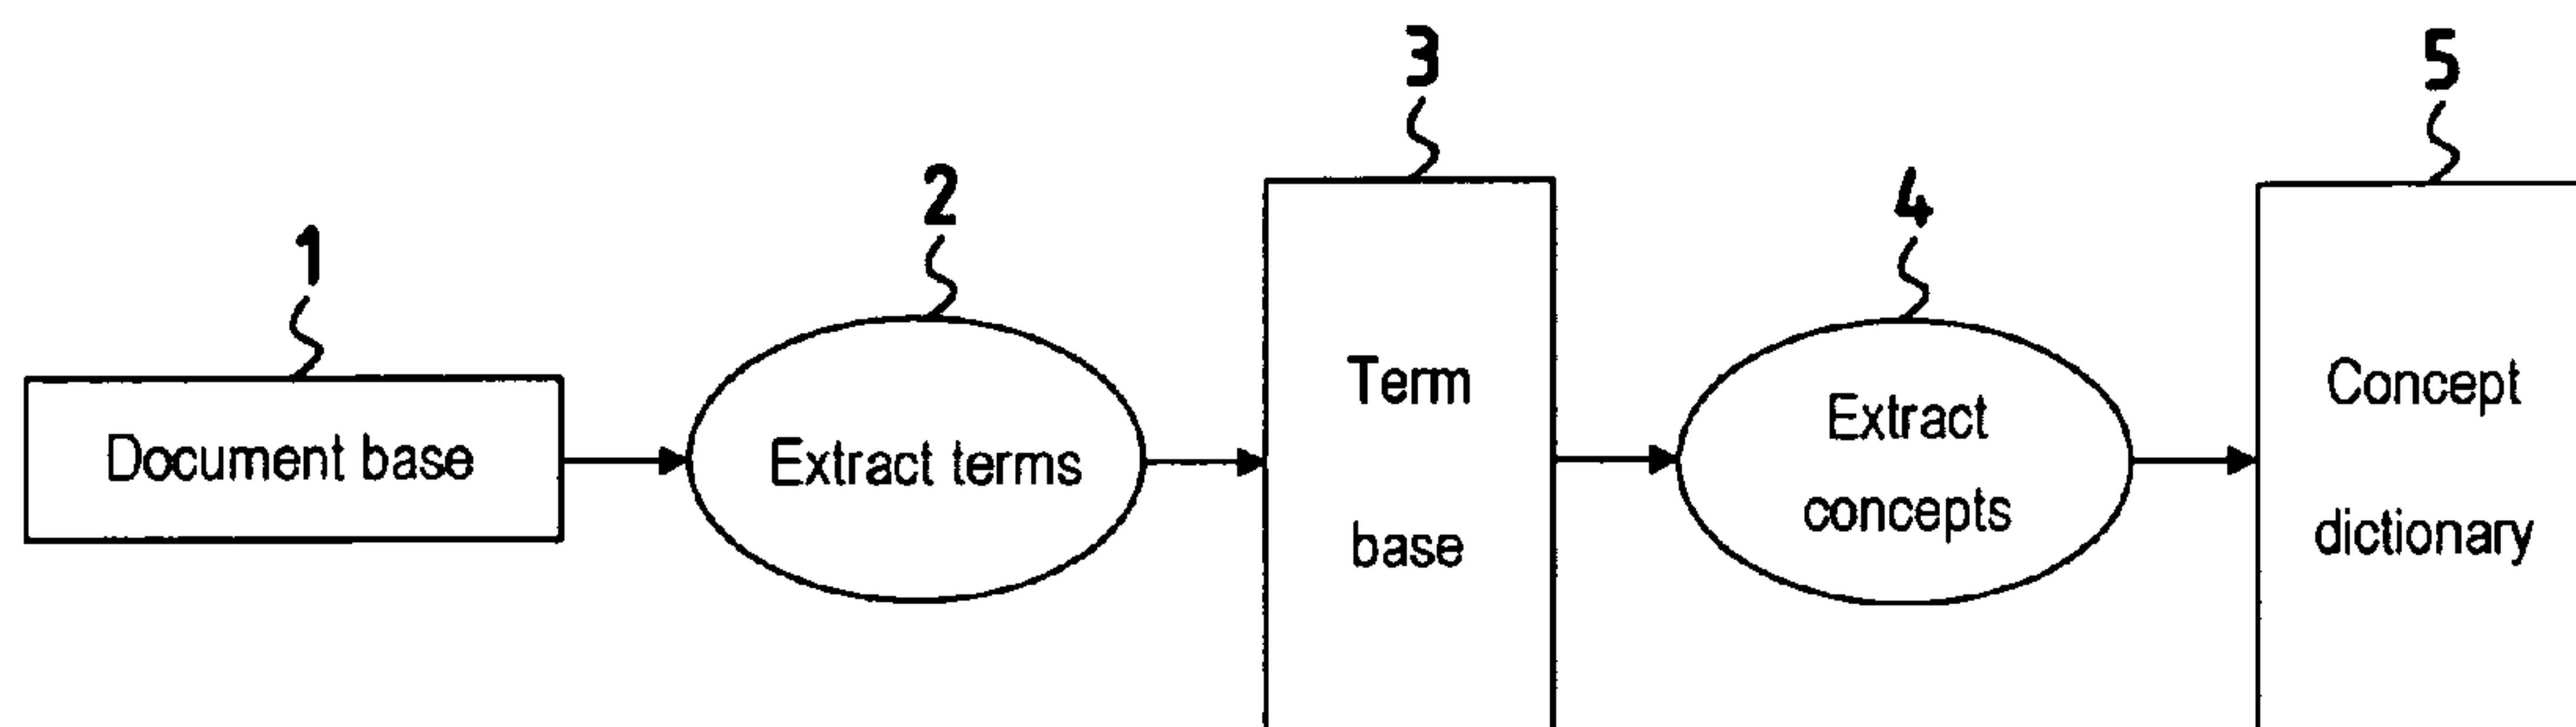 1
Document base
2
Extract terms
3
Term
base
4
Extract
concepts
5
Concept
dictionary